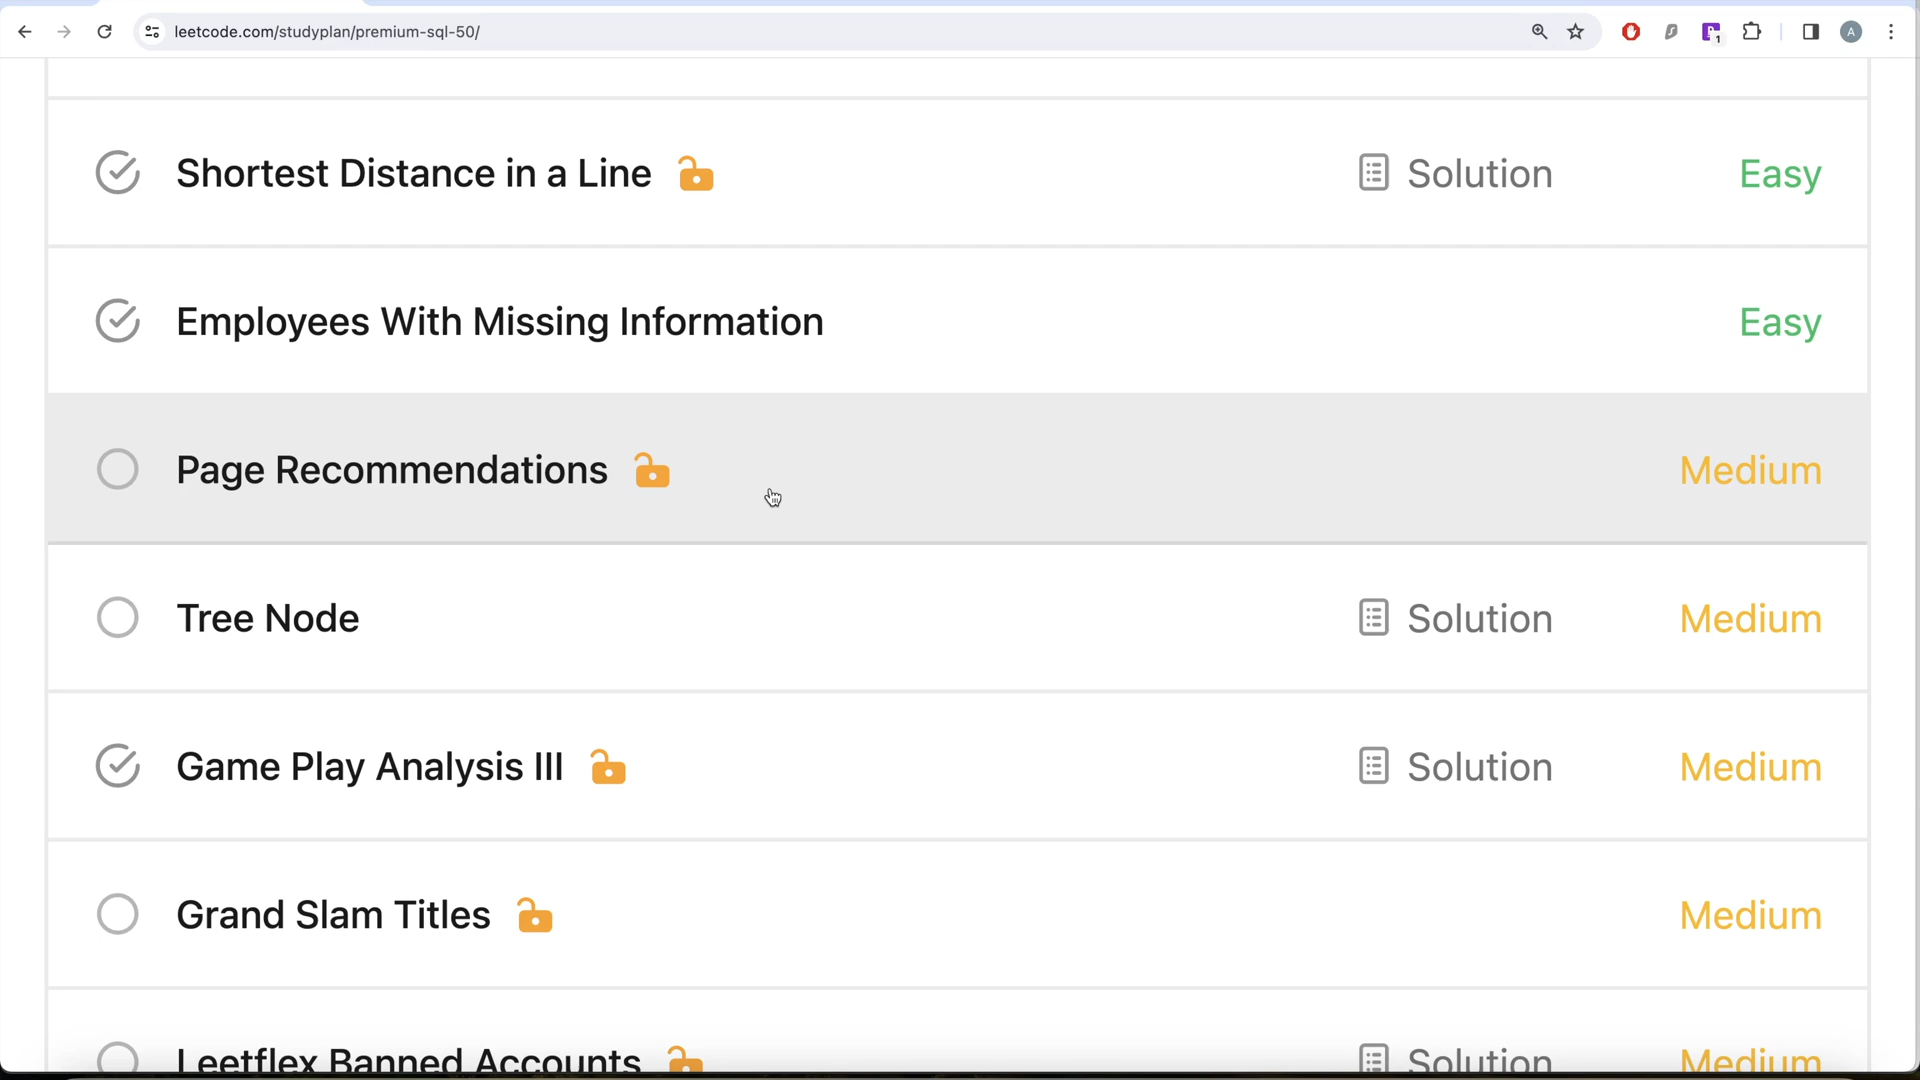 leetcode.com/studyplan/premium-sql-50/
1
A
Shortest Distance in a Line Solution Easy
Employees With Missing Information Easy
Page Recommendations Medium
Tree Node Solution Medium
Game Play Analysis III Solution Medium
Grand Slam Titles Medium
Leetflex Banned Accounts Solution Medium